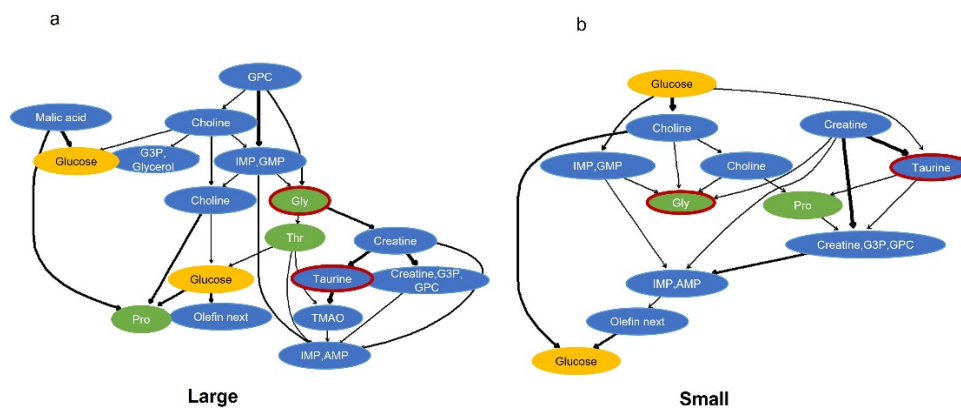 a
GPC
Malic acid
Choline
Glucose
G3P,
Glycerol
IMP,GMP
Choline
Gly
Thr
Creatine
Glucose
Taurine
Creatine,G3P,
GPC
Pro
Olefin next
TMAO
IMP,AMP
Large
b
Glucose
Choline
Creatine
IMP,GMP
Choline
Taurine
Gly
Pro
Creatine,G3P,GPC
IMP,AMP
Olefin next
Glucose
Small